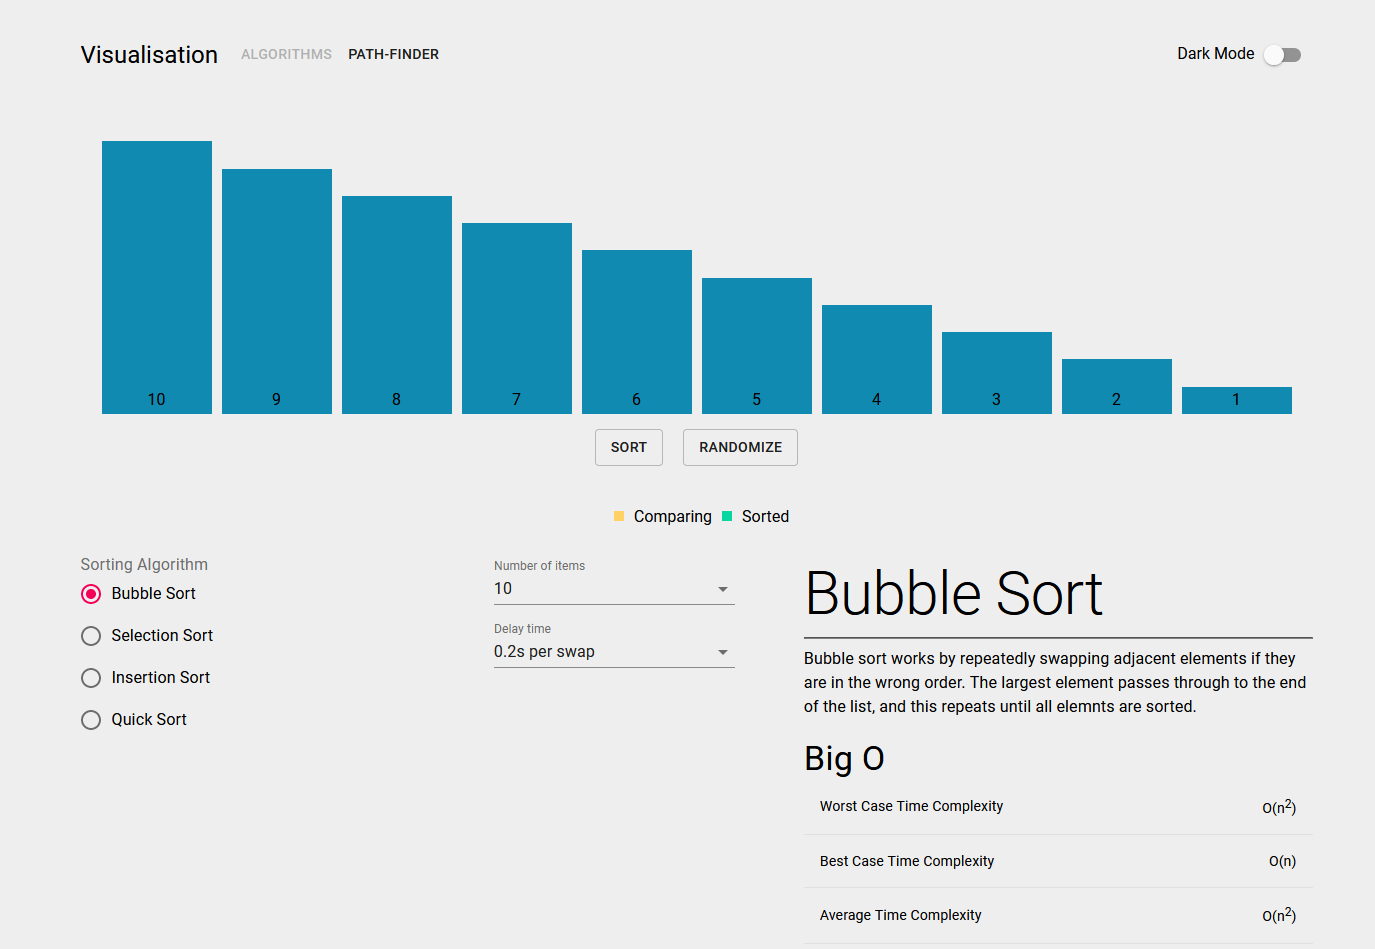 Visualisation ALGORITHMS PATH-FINDER Dark Mode
10 9 8 7 6 5 4 3 2 1
SORT RANDOMIZE
Comparing Sorted
Sorting Algorithm
Bubble Sort
Selection Sort
Insertion Sort
Quick Sort
Number of items
10
Delay time
0.2s per swap
Bubble Sort
Bubble sort works by repeatedly swapping adjacent elements if they
are in the wrong order. The largest element passes through to the end
of the list, and this repeats until all elemnts are sorted.
Big O
Worst Case Time Complexity O(n²)
Best Case Time Complexity O(n)
Average Time Complexity O(n²)